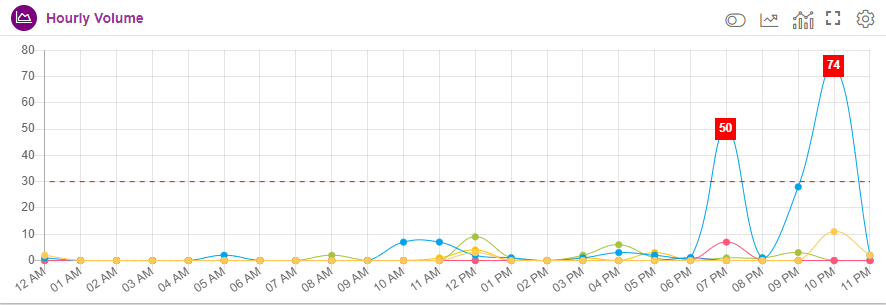 Hourly Volume
80
70
60
50
40
30
20
10
0
74
50
12 AM
01 AM
02 AM
03 AM
04 AM
05 AM
06 AM
07 AM
08 AM
09 AM
10 AM
11 AM
12 PM
01 PM
02 PM
03 PM
04 PM
05 PM
06 PM
07 PM
08 PM
09 PM
10 PM
11 PM